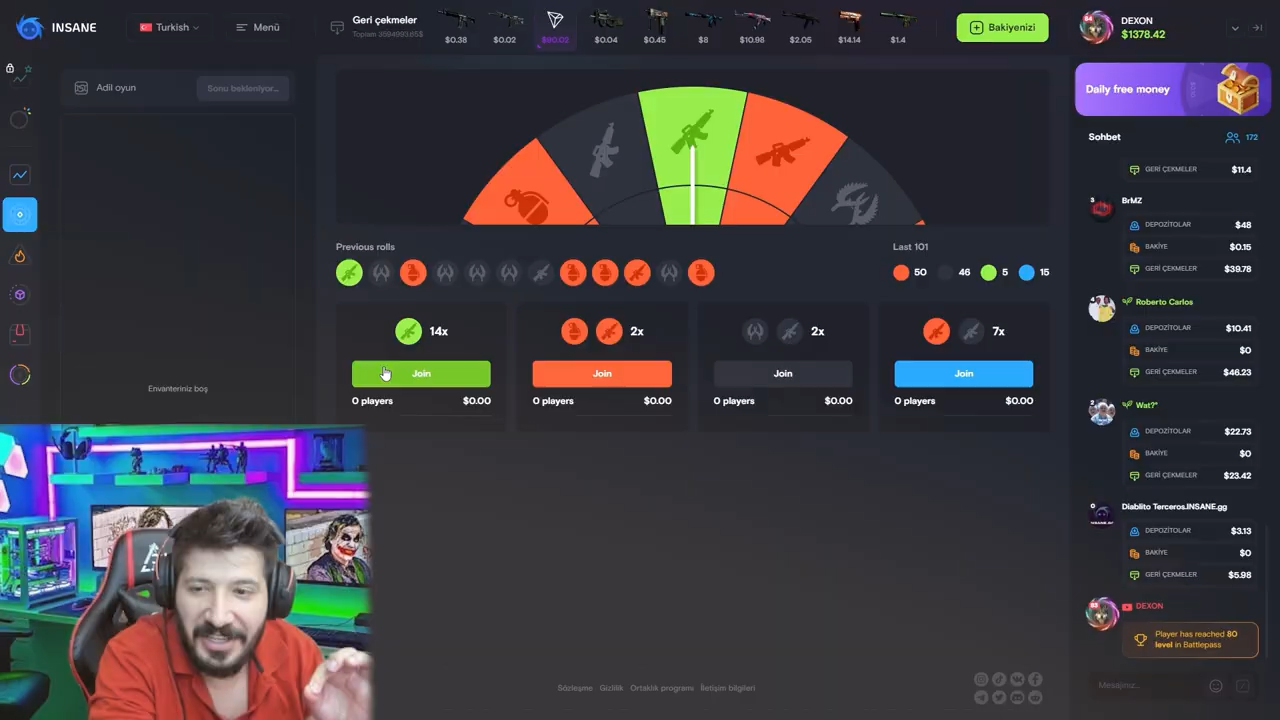 INSANE
Turkish
Menü
Geri çekmeler
Toplam 3594993.65$
$0.38
$0.02
$90.02
$0.04
$0.45
$8
$10.98
$2.05
$14.14
$1.4
Bakiyenizi
84
DEXON
$1378.42
Adil oyun
Sonu bekleniyor...
Envanteriniz boş
Previous rolls
Last 101
50
46
5
15
14x
2x
2x
7x
Join
Join
Join
Join
0 players
$0.00
0 players
$0.00
0 players
$0.00
0 players
$0.00
Daily free money
Sohbet
172
GERİ ÇEKMELER
$11.4
3
BrMZ
DEPOZİTOLAR
$48
BAKİYE
$0.15
GERİ ÇEKMELER
$39.78
Roberto Carlos
DEPOZİTOLAR
$10.41
BAKİYE
$0
GERİ ÇEKMELER
$46.23
2
Wat?*
DEPOZİTOLAR
$22.73
BAKİYE
$0
GERİ ÇEKMELER
$23.42
0
Diablito Terceros.INSANE.gg
DEPOZİTOLAR
$3.13
BAKİYE
$0
GERİ ÇEKMELER
$5.98
DEXON
Player has reached 80
level in Battlepass
Mesajınız...
Sözleşme
Gizlilik
Ortaklık programı
İletişim bilgileri